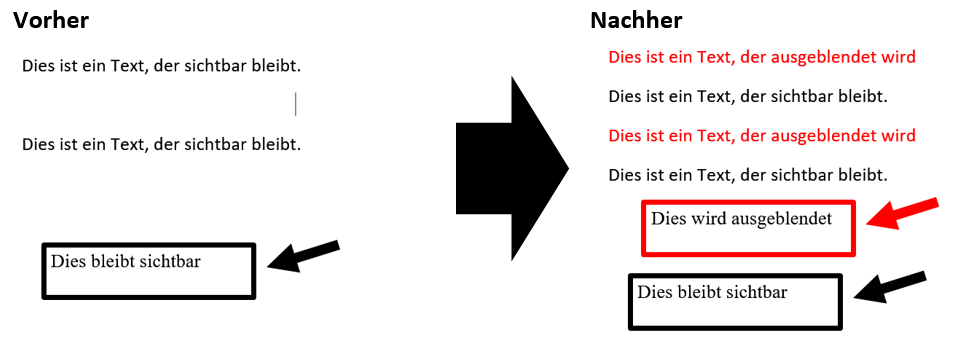 Vorher
Dies ist ein Text, der sichtbar bleibt.
Dies ist ein Text, der sichtbar bleibt.
Dies bleibt sichtbar
Nachher
Dies ist ein Text, der ausgeblendet wird
Dies ist ein Text, der sichtbar bleibt.
Dies ist ein Text, der ausgeblendet wird
Dies ist ein Text, der sichtbar bleibt.
Dies wird ausgeblendet
Dies bleibt sichtbar